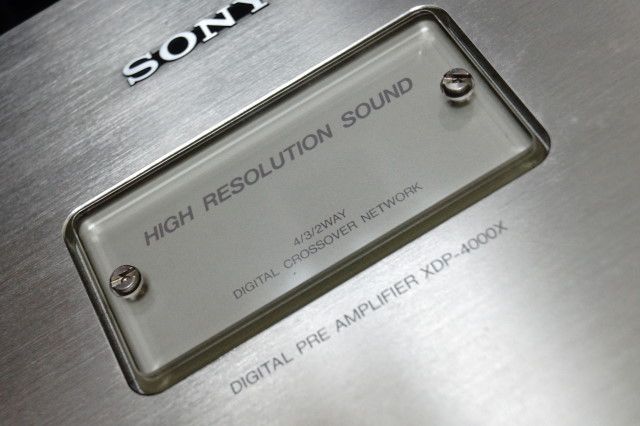 SONY
HIGH RESOLUTION SOUND
4/3/2WAY
DIGITAL CROSSOVER NETWORK
DIGITAL PRE AMPLIFIER XDP-4000X